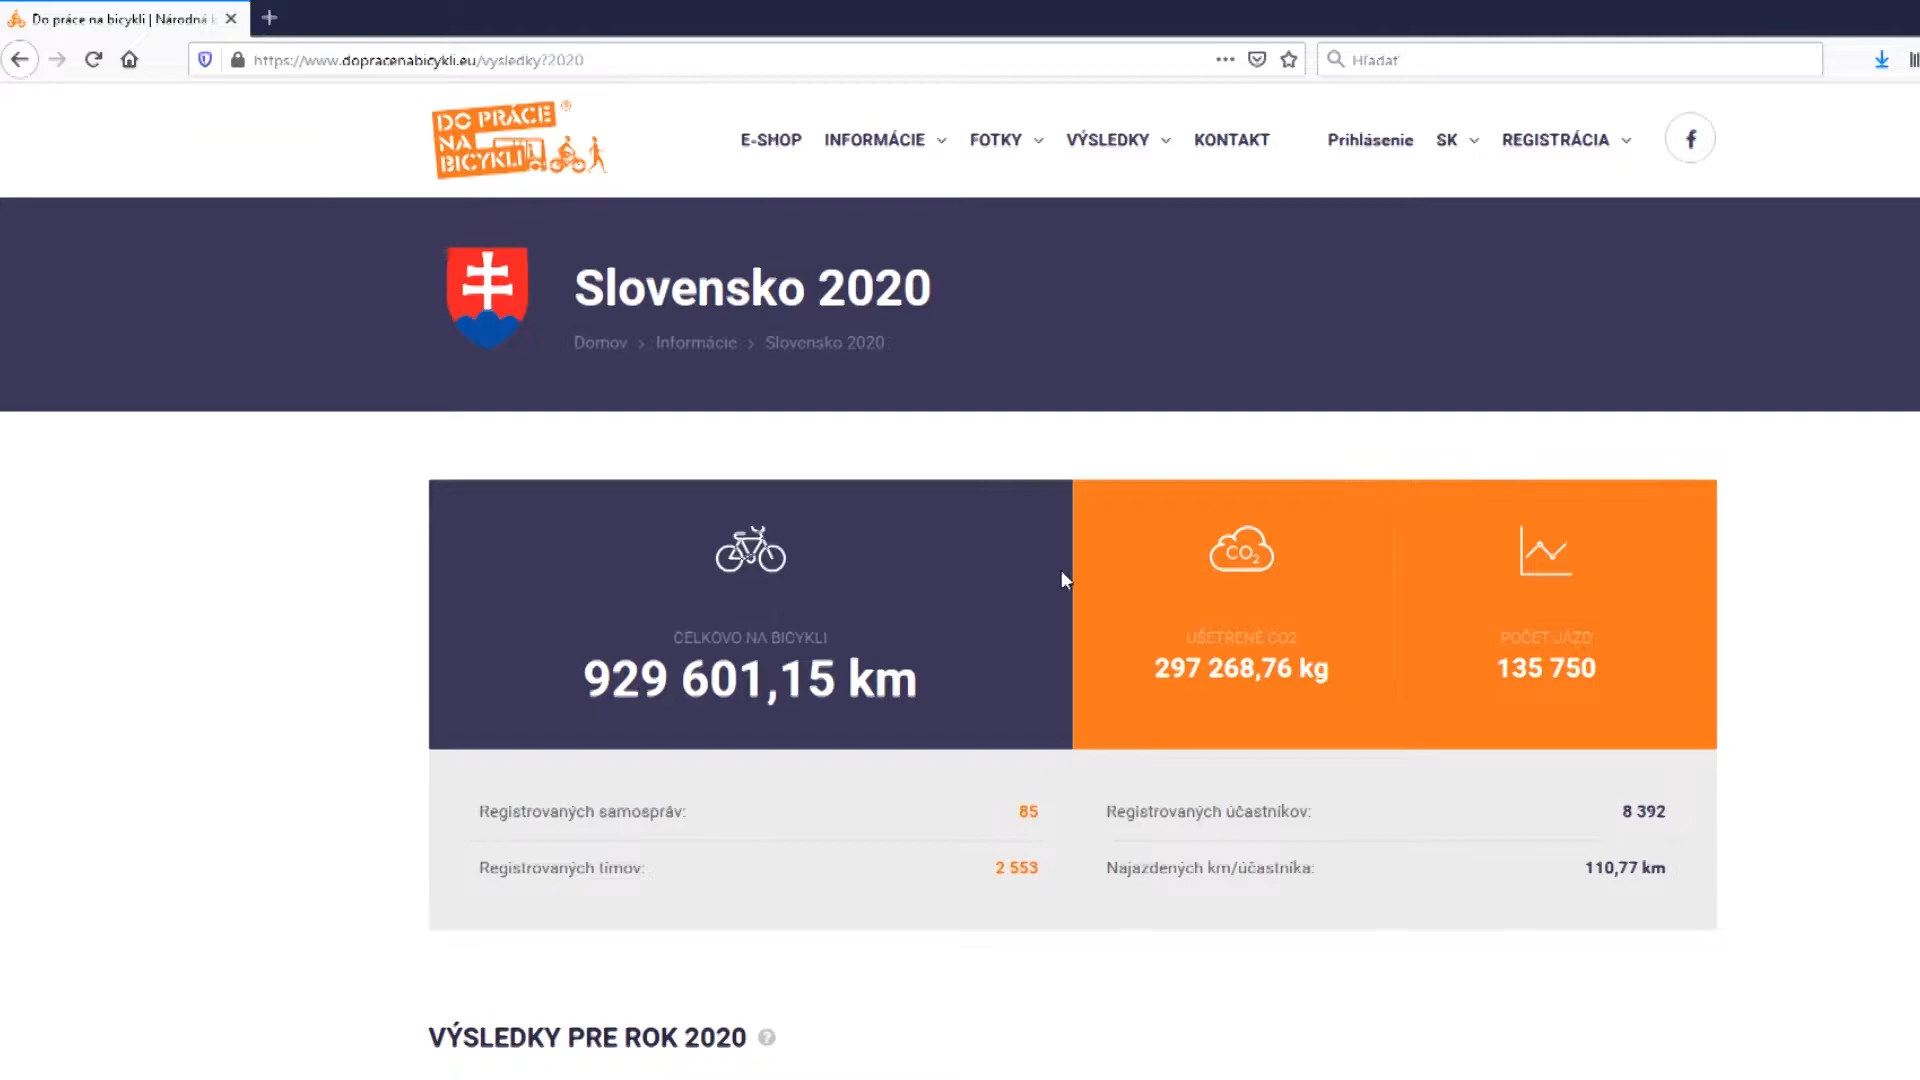 Do práce na bicykli | Národná k
https://www.dopracenabicykli.eu/vysledky?2020
Hľadať
DO PRÁCE
NA
BICYKLI
E-SHOP INFORMÁCIE FOTKY VÝSLEDKY KONTAKT Prihlásenie SK REGISTRÁCIA f
Slovensko 2020
Domov > Informácie > Slovensko 2020
CO2
CELKOVO NA BICYKLI
929 601,15 km
UŠETRENÉ CO2
297 268,76 kg
POČET JÁZD
135 750
Registrovaných samospráv: 85
Registrovaných účastníkov: 8 392
Registrovaných tímov: 2 553
Najazdených km/účastníka: 110,77 km
VÝSLEDKY PRE ROK 2020 ?